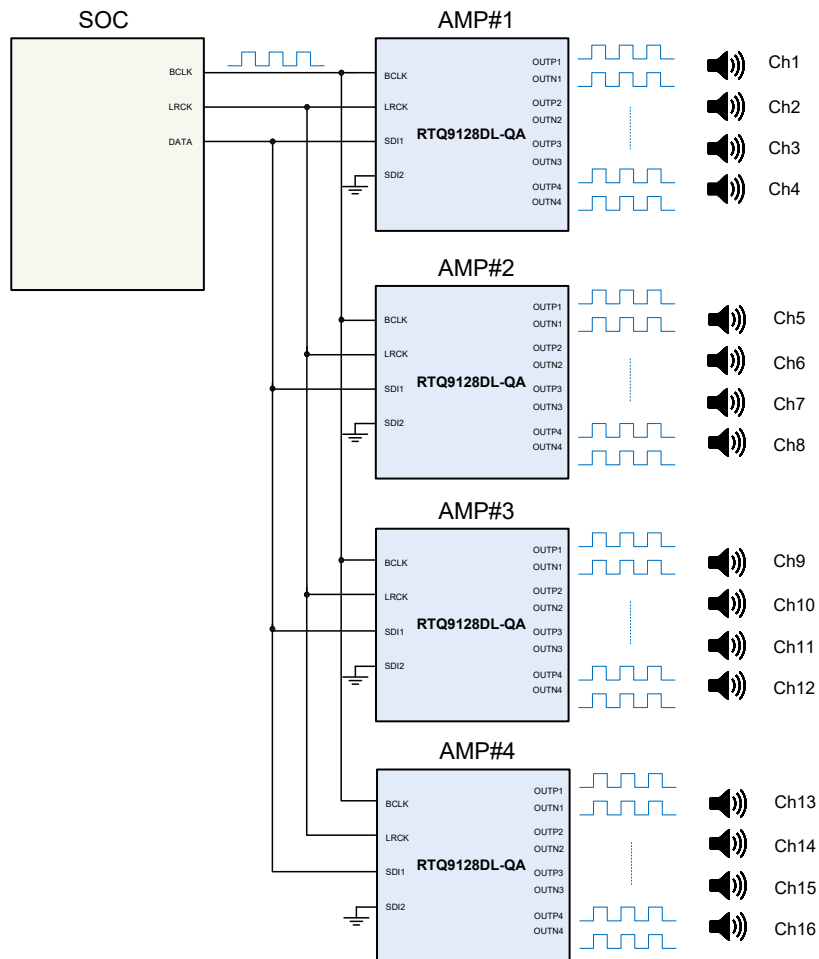 SOC
BCLK
LRCK
DATA
AMP#1
BCLK
LRCK
SDI1
SDI2
RTQ9128DL-QA
OUTP1
OUTN1
OUTP2
OUTN2
OUTP3
OUTN3
OUTP4
OUTN4
Ch1
Ch2
Ch3
Ch4
AMP#2
BCLK
LRCK
SDI1
SDI2
RTQ9128DL-QA
OUTP1
OUTN1
OUTP2
OUTN2
OUTP3
OUTN3
OUTP4
OUTN4
Ch5
Ch6
Ch7
Ch8
AMP#3
BCLK
LRCK
SDI1
SDI2
RTQ9128DL-QA
OUTP1
OUTN1
OUTP2
OUTN2
OUTP3
OUTN3
OUTP4
OUTN4
Ch9
Ch10
Ch11
Ch12
AMP#4
BCLK
LRCK
SDI1
SDI2
RTQ9128DL-QA
OUTP1
OUTN1
OUTP2
OUTN2
OUTP3
OUTN3
OUTP4
OUTN4
Ch13
Ch14
Ch15
Ch16